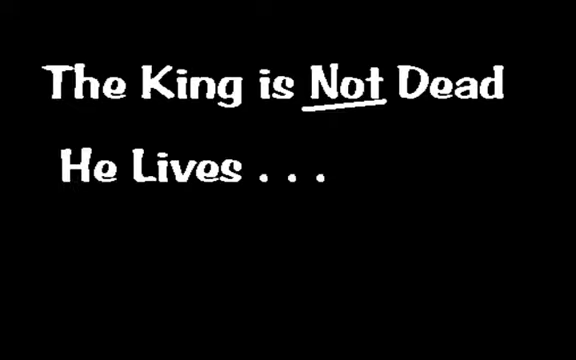 The King is Not Dead
He Lives . . .